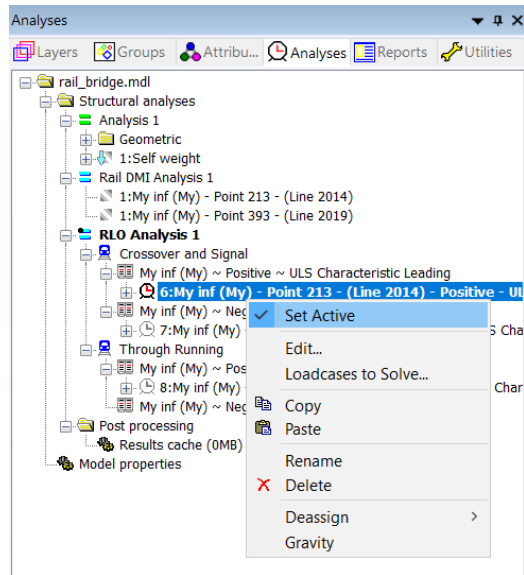 Analyses
Layers Groups Attribu... Analyses Reports Utilities
rail_bridge.mdl
Structural analyses
Analysis 1
Geometric
1:Self weight
Rail DMI Analysis 1
1:My inf (My) - Point 213 - (Line 2014)
1:My inf (My) - Point 393 - (Line 2019)
RLO Analysis 1
Crossover and Signal
My inf (My) ~ Positive ~ ULS Characteristic Leading
6:My inf (My) - Point 213 - (Line 2014) - Positive - UL
My inf (My) ~ Neg
7:My inf (My) S Cha
Through Running
My inf (My) ~ Pos
8:My inf (My) Char
My inf (My) ~ Neg
Post processing
Results cache (0MB)
Model properties
Set Active
Edit...
Loadcases to Solve...
Copy
Paste
Rename
Delete
Deassign
Gravity